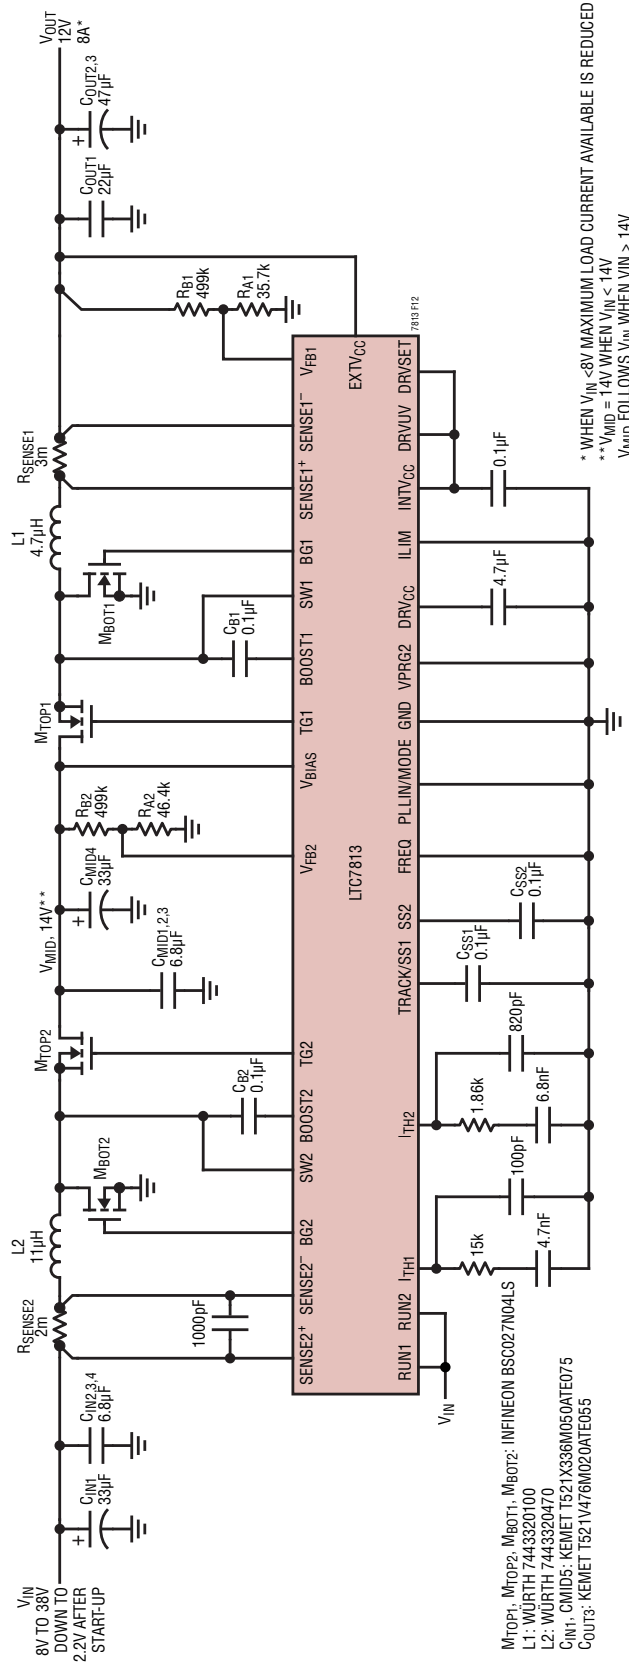 VIN
8V TO 38V
DOWN TO
2.2V AFTER
START-UP
CIN1
33µF
CIN2,3,4
6.8µF
RSENSE2
2m
L2
11µH
MBOT2
MTOP2
VMID, 14V**
CMID1,2,3
6.8µF
CMID4
33µF
RB2
499k
RA2
46.4k
MTOP1
MBOT1
L1
4.7µH
RSENSE1
3m
RB1
499k
RA1
35.7k
COUT1
22µF
COUT2,3
47µF
VOUT
12V
8A*
1000pF
CB2
0.1µF
CB1
0.1µF
SENSE2+
SENSE2–
BG2
SW2
BOOST2
TG2
VFB2
VBIAS
TG1
BOOST1
SW1
BG1
SENSE1+
SENSE1–
VFB1
EXTVCC
LTC7813
RUN1
RUN2
ITH1
ITH2
TRACK/SS1
SS2
FREQ
PLLIN/MODE
GND
VPRG2
DRVCC
ILIM
INTVCC
DRVUV
DRVSET
7813 F12
VIN
15k
4.7nF
100pF
1.86k
6.8nF
820pF
CSS1
0.1µF
CSS2
0.1µF
4.7µF
0.1µF
MTOP1, MTOP2, MBOT1, MBOT2: INFINEON BSC027N04LS
L1: WÜRTH 7443320100
L2: WÜRTH 7443320470
CIN1, CMID5: KEMET T521X336M050ATE075
COUT3: KEMET T521V476M020ATE055
* WHEN VIN <8V MAXIMUM LOAD CURRENT AVAILABLE IS REDUCED
**VMID = 14V WHEN VIN < 14V
VMID FOLLOWS VIN WHEN VIN > 14V